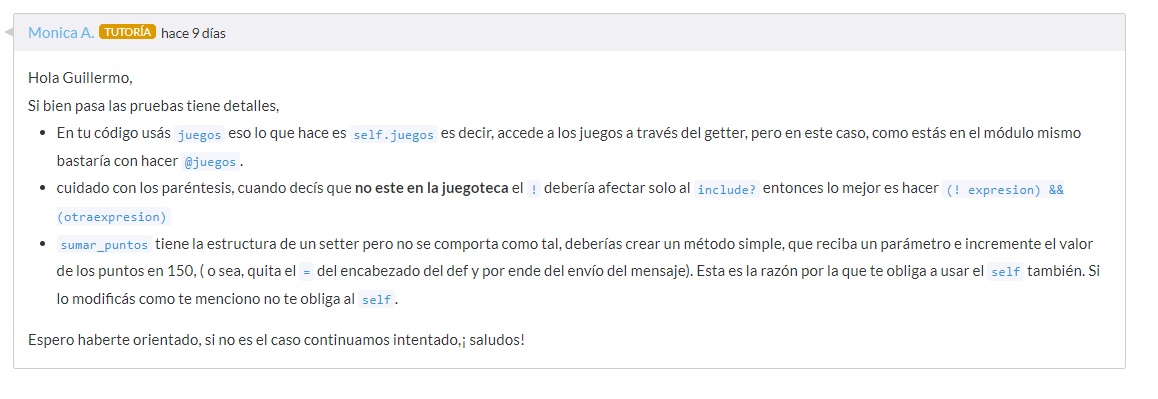 Monica A. TUTORÍA hace 9 días
Hola Guillermo,
Si bien pasa las pruebas tiene detalles,
• En tu código usás juegos eso lo que hace es self.juegos es decir, accede a los juegos a través del getter, pero en este caso, como estás en el módulo mismo
bastaría con hacer @juegos .
• cuidado con los paréntesis, cuando decís que no este en la juegoteca el ! debería afectar solo al include? entonces lo mejor es hacer (! expresion) &&
(otraexpresion)
• sumar_puntos tiene la estructura de un setter pero no se comporta como tal, deberías crear un método simple, que reciba un parámetro e incremente el valor
de los puntos en 150, ( o sea, quita el = del encabezado del def y por ende del envío del mensaje). Esta es la razón por la que te obliga a usar el self también. Si
lo modificás como te menciono no te obliga al self .
Espero haberte orientado, si no es el caso continuamos intentado,¡ saludos!